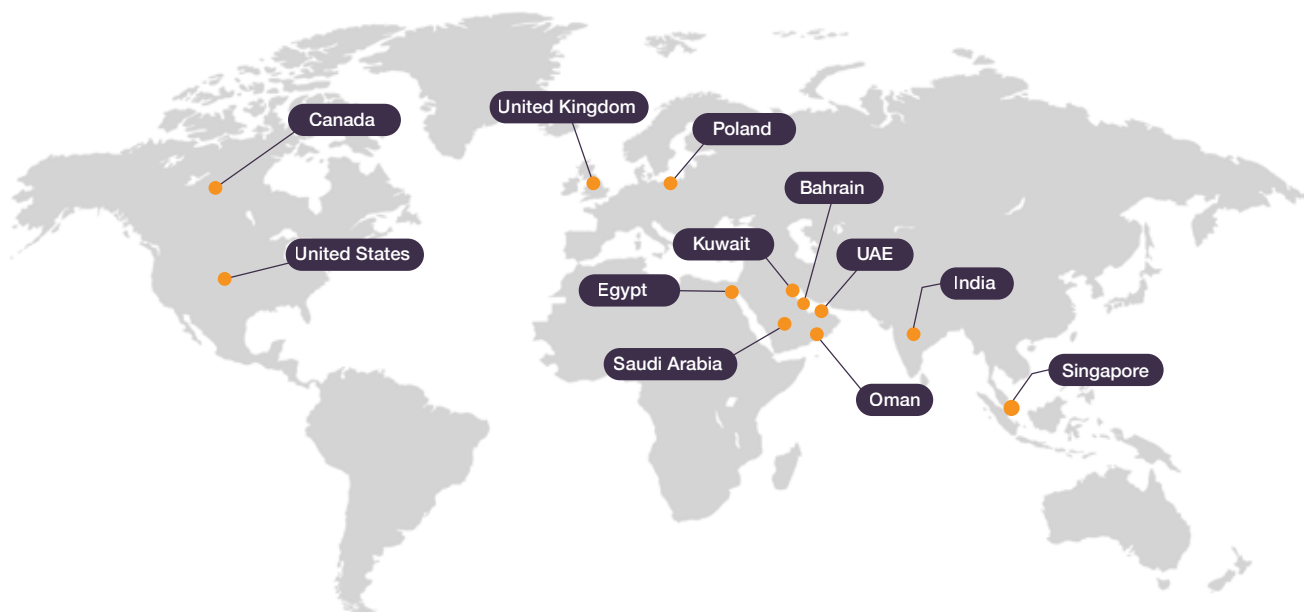 United Kingdom
Canada
Poland
Bahrain
Kuwait
UAE
United States
India
Egypt
Saudi Arabia
Singapore
Oman